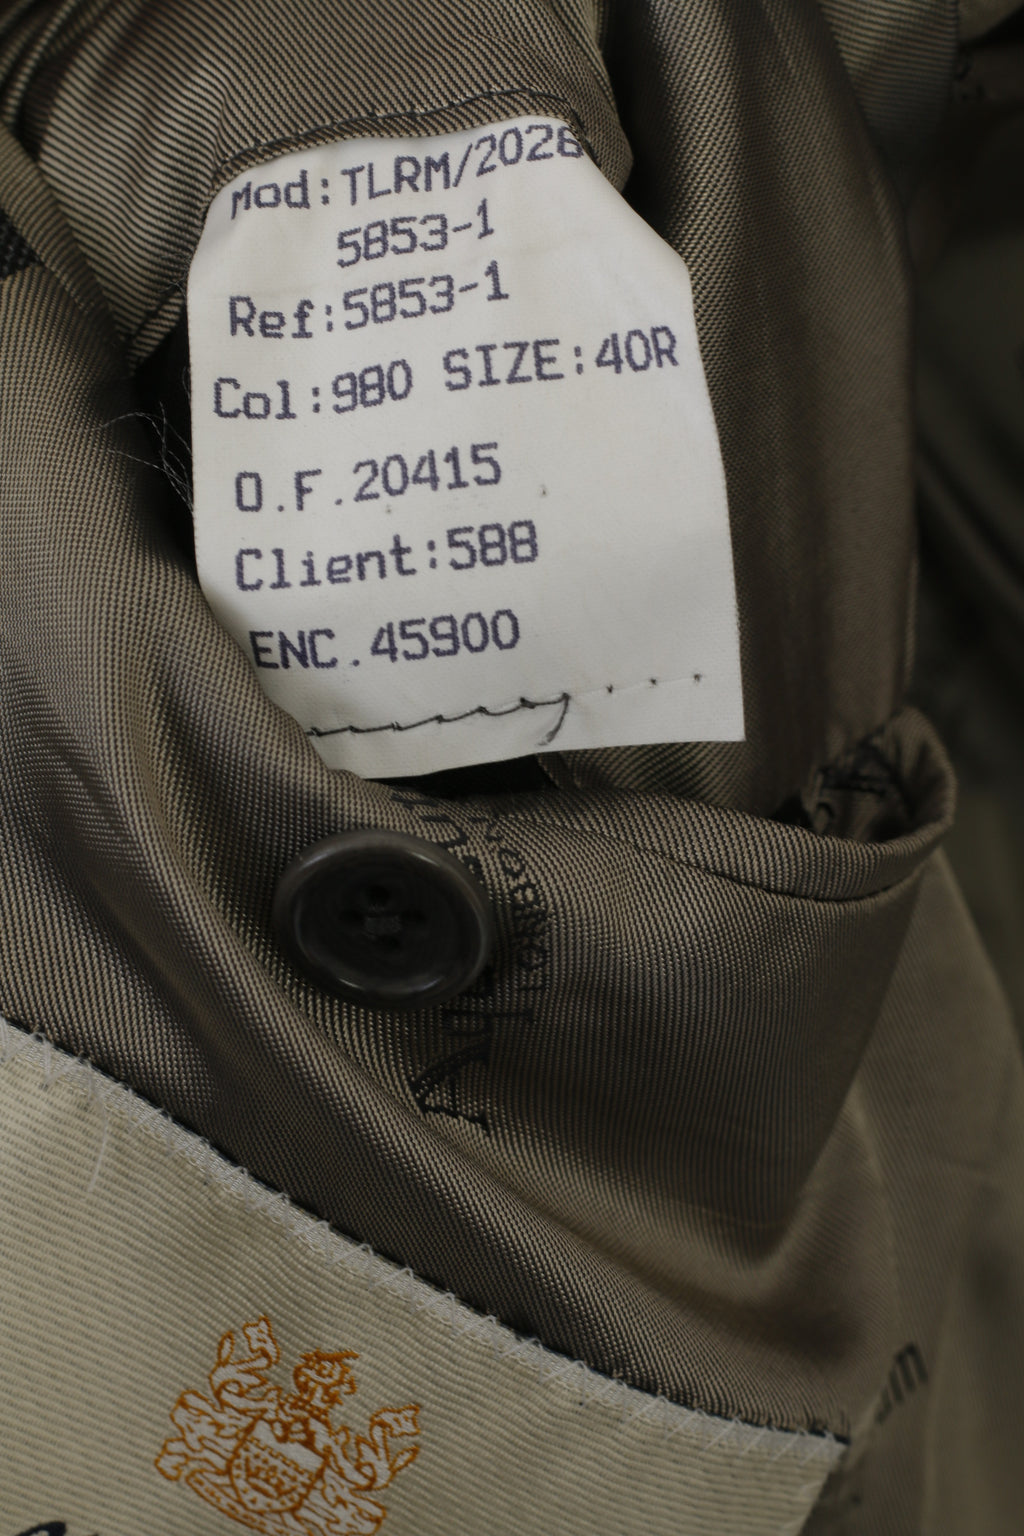 Mod:TLRM/2028
5853-1
Ref:5853-1
Col:980 SIZE:40R
O.F.20415
Client:588
ENC.45900